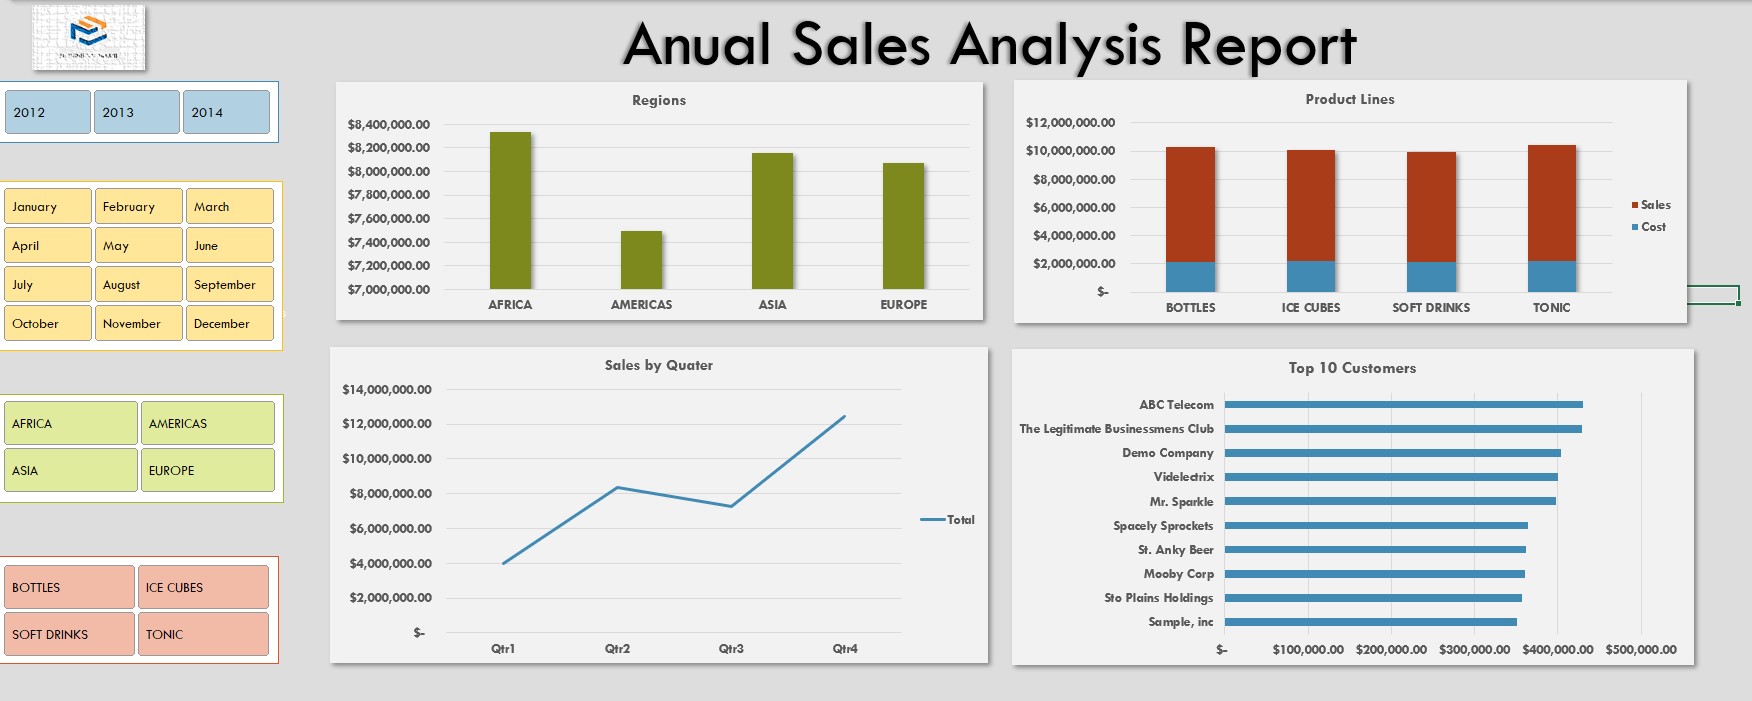 Anual Sales Analysis Report
2012 2013 2014
January February March
April May June
July August September
October November December
AFRICA AMERICAS
ASIA EUROPE
BOTTLES ICE CUBES
SOFT DRINKS TONIC
Regions
$8,400,000.00
$8,200,000.00
$8,000,000.00
$7,800,000.00
$7,600,000.00
$7,400,000.00
$7,200,000.00
$7,000,000.00
AFRICA AMERICAS ASIA EUROPE
Product Lines
$12,000,000.00
$10,000,000.00
$8,000,000.00
$6,000,000.00
$4,000,000.00
$2,000,000.00
$-
BOTTLES ICE CUBES SOFT DRINKS TONIC
Sales
Cost
Sales by Quater
$14,000,000.00
$12,000,000.00
$10,000,000.00
$8,000,000.00
$6,000,000.00
$4,000,000.00
$2,000,000.00
$-
Qtr1 Qtr2 Qtr3 Qtr4
Total
Top 10 Customers
ABC Telecom
The Legitimate Businessmens Club
Demo Company
Videlectrix
Mr. Sparkle
Spacely Sprockets
St. Anky Beer
Mooby Corp
Sto Plains Holdings
Sample, inc
$- $100,000.00 $200,000.00 $300,000.00 $400,000.00 $500,000.00